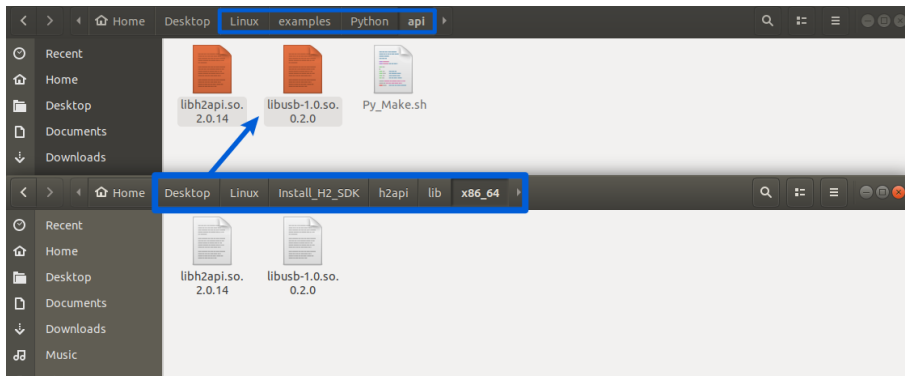 Home Desktop Linux examples Python api
Recent
Home
Desktop
Documents
Downloads
libh2api.so.
2.0.14
libusb-1.0.so.
0.2.0
Py_Make.sh
Home Desktop Linux Install_H2_SDK h2api lib x86_64
Recent
Home
Desktop
Documents
Downloads
Music
libh2api.so.
2.0.14
libusb-1.0.so.
0.2.0